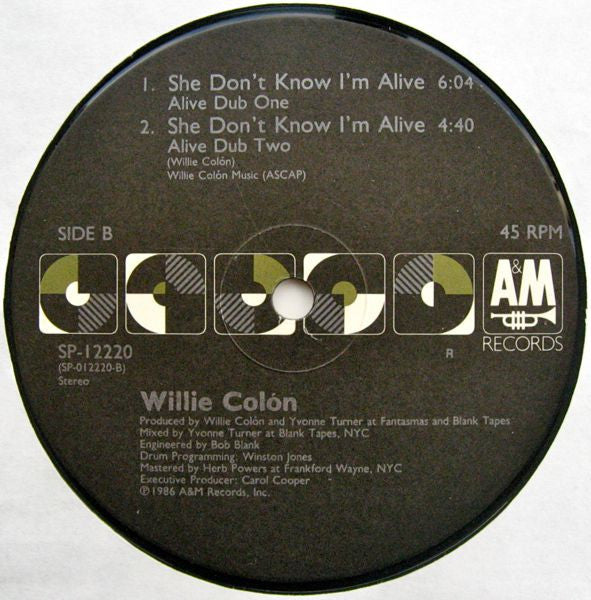 1. She Don't Know I'm Alive 6:04
Alive Dub One
2. She Don't Know I'm Alive 4:40
Alive Dub Two
(Willie Colón)
Willie Colón Music (ASCAP)
SIDE B
45 RPM
A&M
RECORDS
SP-12220
(SP-012220-B)
Stereo
R
Willie Colón
Produced by Willie Colón and Yvonne Turner at Fantasmas and Blank Tapes
Mixed by Yvonne Turner at Blank Tapes, NYC
Engineered by Bob Blank
Drum Programming: Winston Jones
Mastered by Herb Powers at Frankford Wayne, NYC
Executive Producer: Carol Cooper
℗1986 A&M Records, Inc.